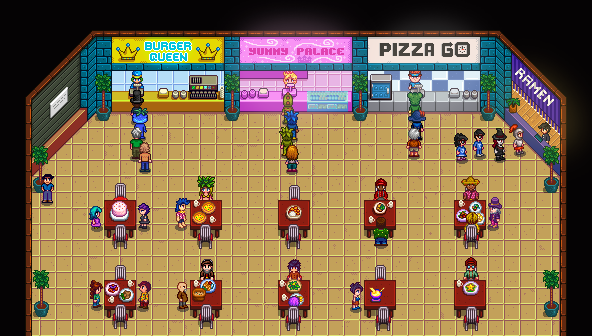 BURGER
QUEEN
YUMMY PALACE
PIZZA GO
RAMEN